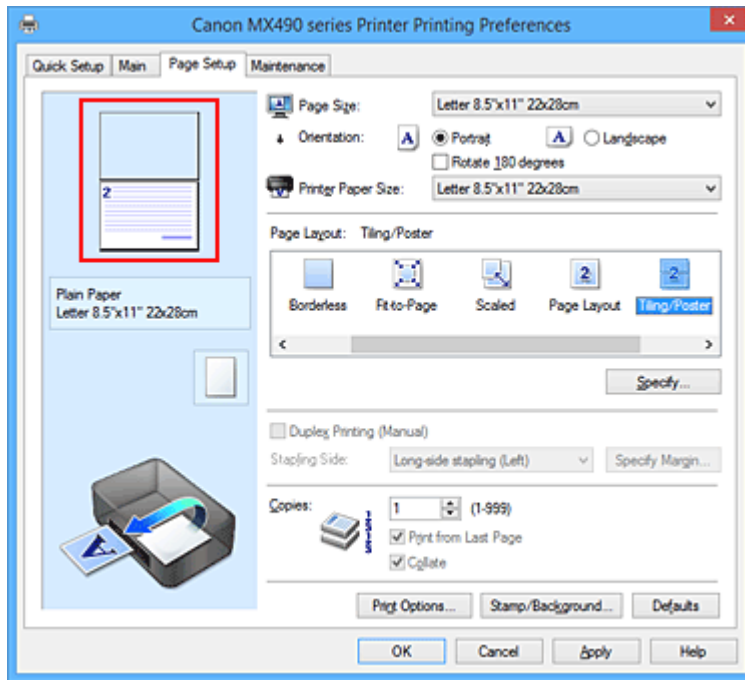 Canon MX490 series Printer Printing Preferences
Quick Setup Main Page Setup Maintenance
Page Size: Letter 8.5"x11" 22x28cm
Orientation: A Portrait A Landscape
Rotate 180 degrees
Printer Paper Size: Letter 8.5"x11" 22x28cm
2
Page Layout: Tiling/Poster
2 2
Borderless Fit-to-Page Scaled Page Layout Tiling/Poster
Plain Paper
Letter 8.5"x11" 22x28cm
Specify...
Duplex Printing (Manual)
Stapling Side: Long-side stapling (Left) Specify Margin...
Copies: 1 (1-999)
Print from Last Page
Collate
A
Print Options... Stamp/Background... Defaults
OK Cancel Apply Help